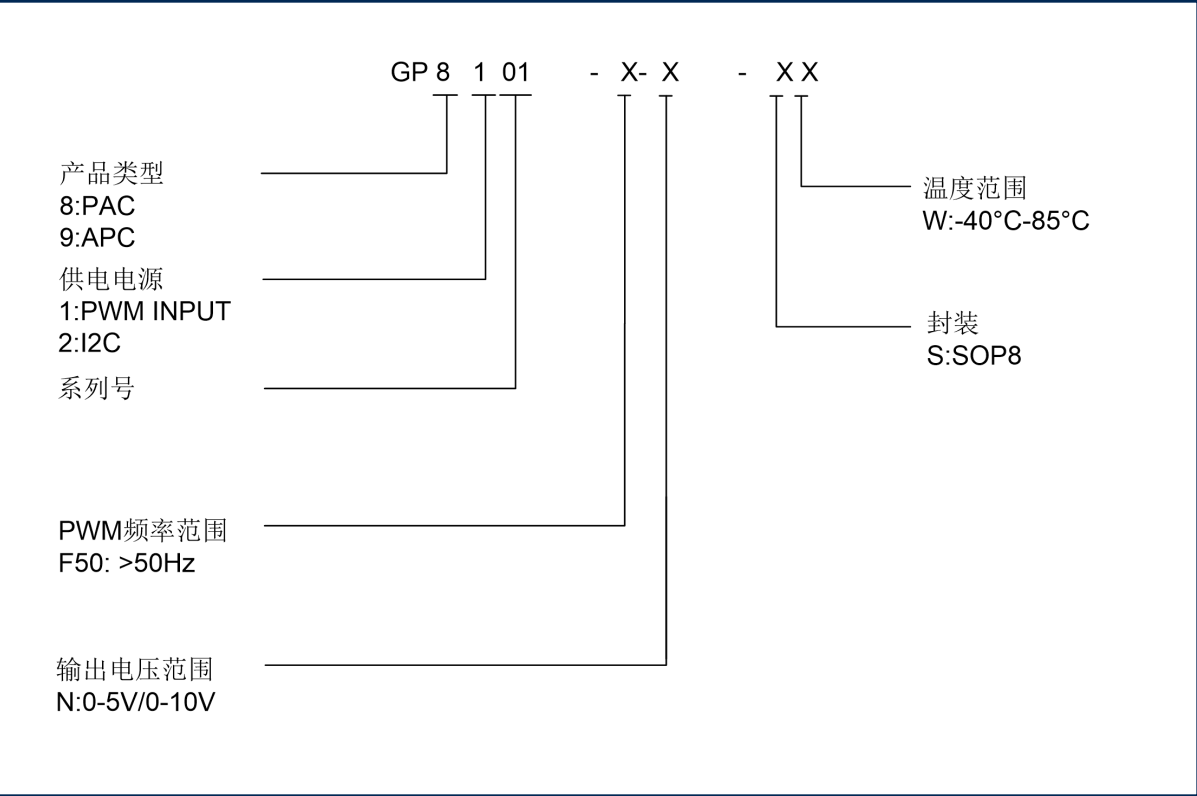 GP 8 1 01 - X- X - X X
产品类型
8:PAC
9:APC
供电电源
1:PWM INPUT
2:I2C
系列号
PWM频率范围
F50: >50Hz
输出电压范围
N:0-5V/0-10V
温度范围
W:-40°C-85°C
封装
S:SOP8